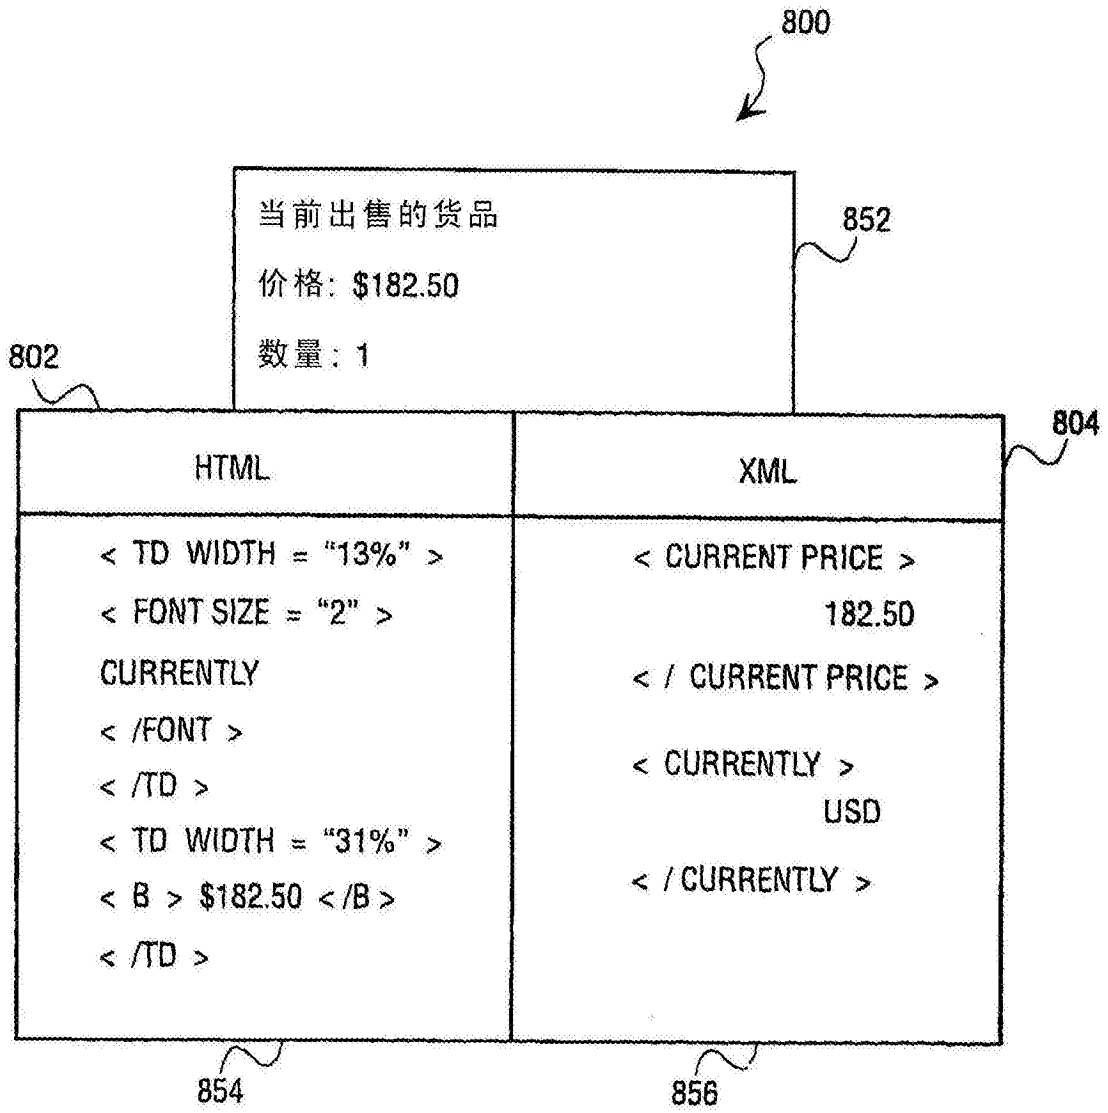 800
当前出售的货品
852
价格: $182.50
数量: 1
802
804
HTML
XML
< TD WIDTH = “13%” >
< FONT SIZE = “2” >
CURRENTLY
< /FONT >
< /TD >
< TD WIDTH = “31%” >
< B > $182.50 < /B >
< /TD >
< CURRENT PRICE >
182.50
< / CURRENT PRICE >
< CURRENTLY >
USD
< / CURRENTLY >
854
856